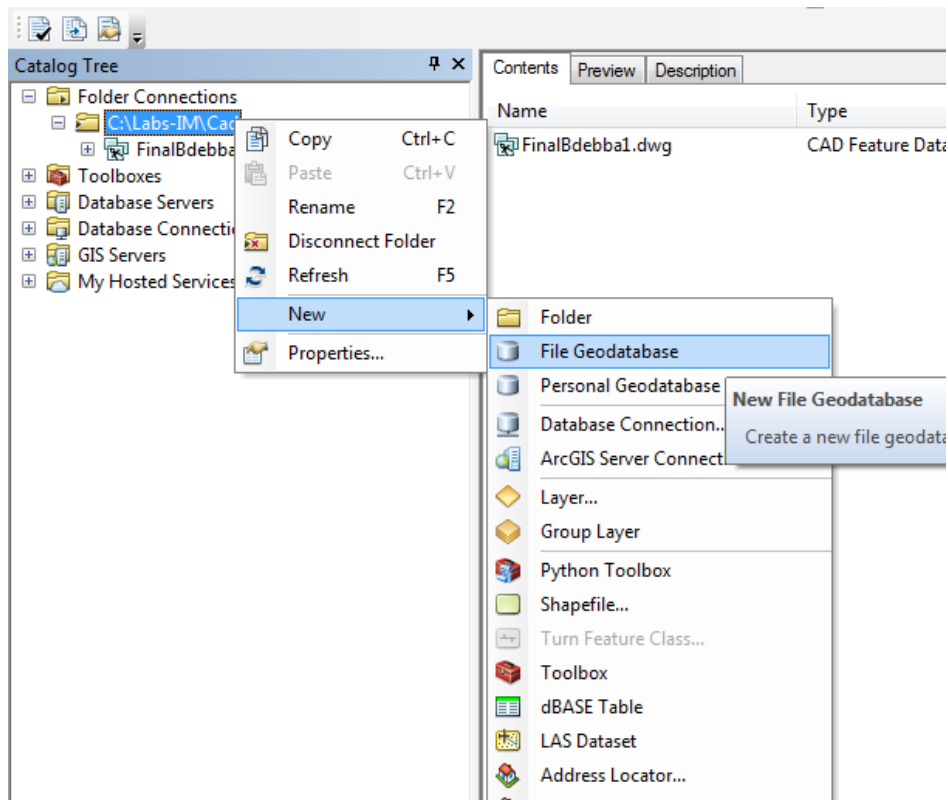 Catalog Tree
Folder Connections
C:\Labs-IM\Cad
FinalBdebba
Toolboxes
Database Servers
Database Connecti
GIS Servers
My Hosted Services
Copy Ctrl+C
Paste Ctrl+V
Rename F2
Disconnect Folder
Refresh F5
New
Properties...
Contents Preview Description
Name Type
FinalBdebba1.dwg CAD Feature Data
Folder
File Geodatabase
Personal Geodatabase
Database Connection..
ArcGIS Server Connect
Layer...
Group Layer
Python Toolbox
Shapefile...
Turn Feature Class...
Toolbox
dBASE Table
LAS Dataset
Address Locator...
New File Geodatabase
Create a new file geodata